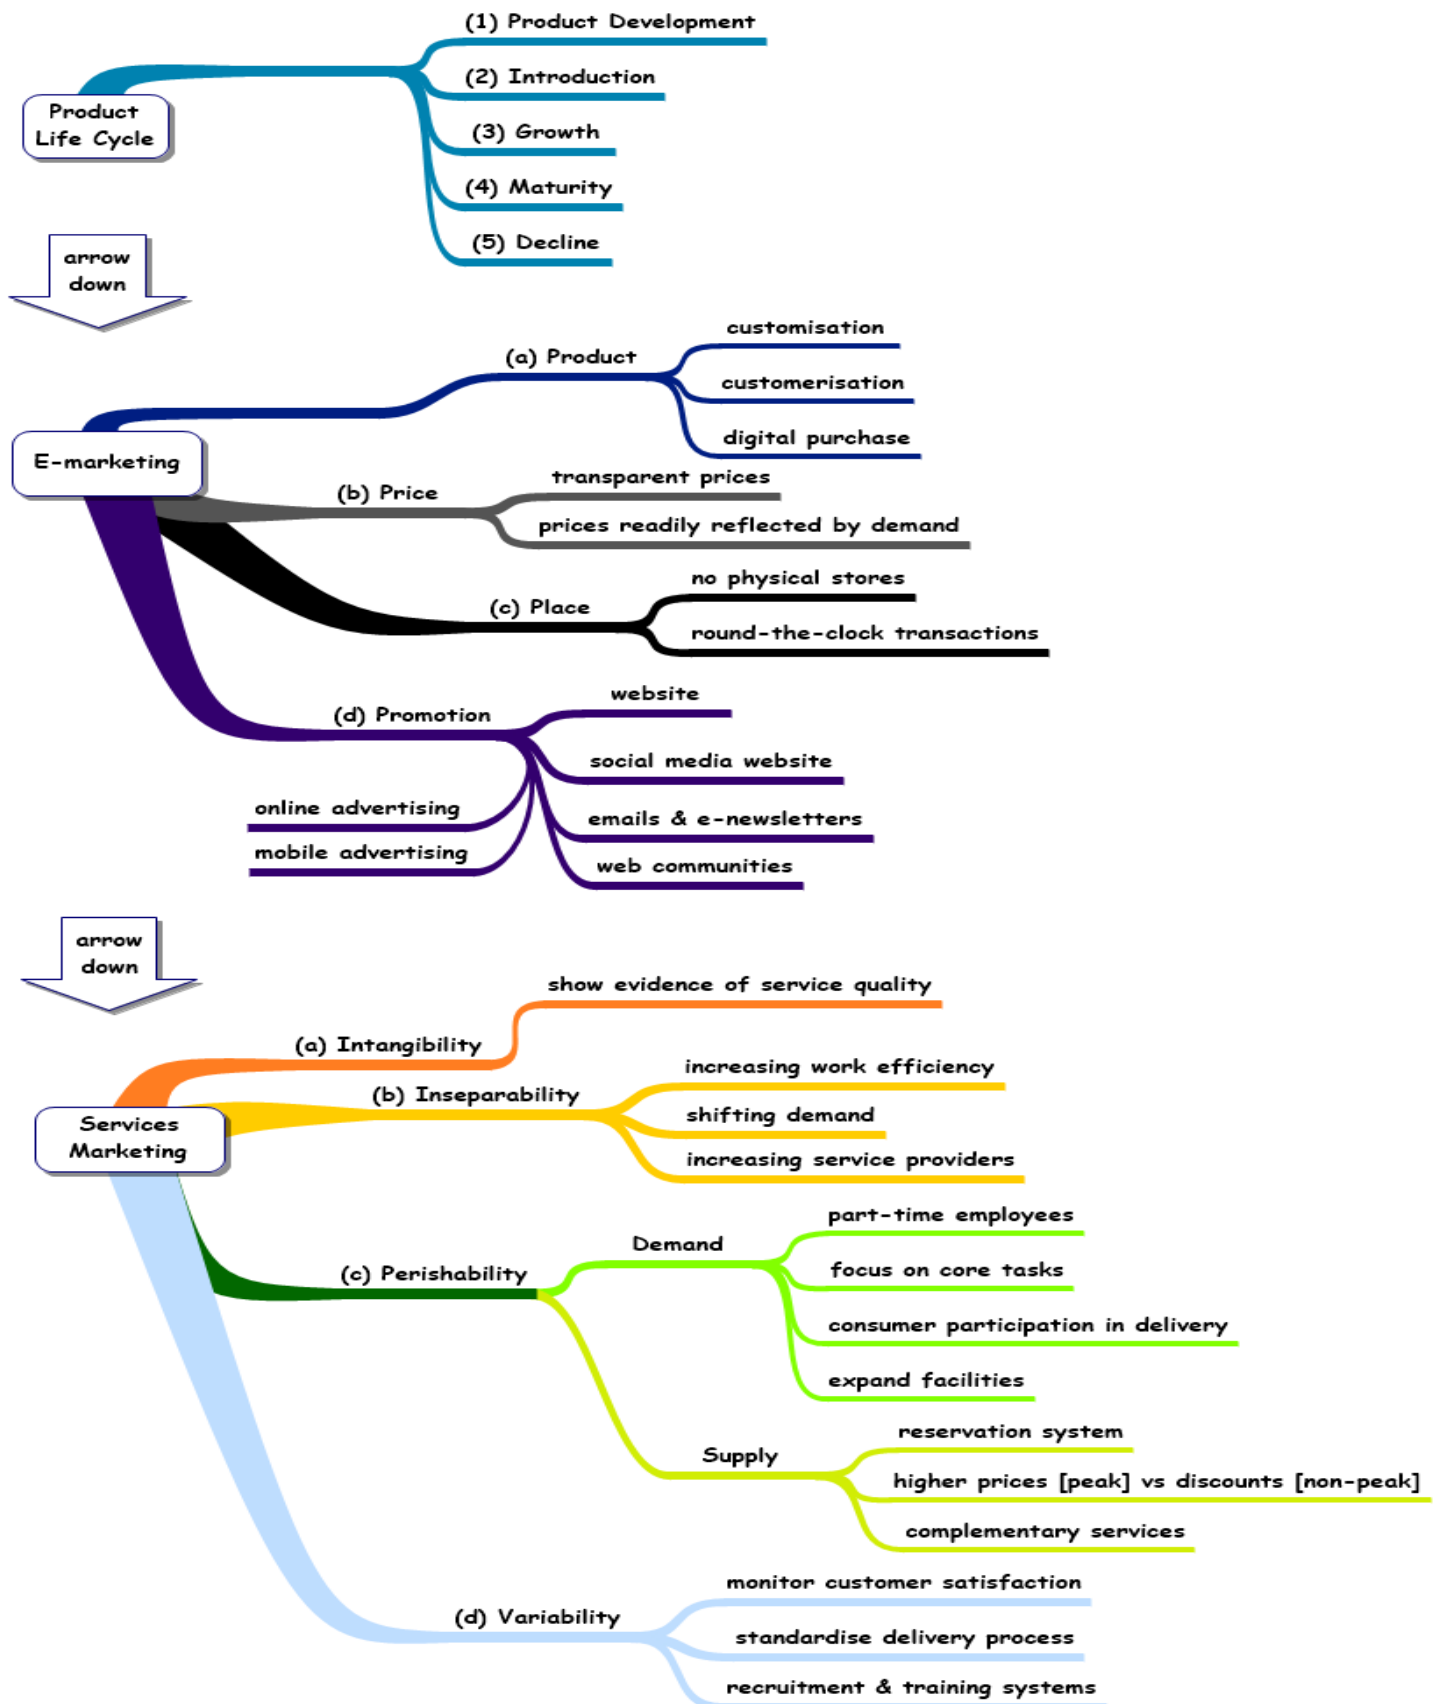 (1) Product Development
(2) Introduction
Product
Life Cycle
(3) Growth
(4) Maturity
(5) Decline
arrow
down
customisation
(a) Product
customerisation
digital purchase
E-marketing
transparent prices
(b) Price
prices readily reflected by demand
no physical stores
(c) Place
round-the-clock transactions
website
(d) Promotion
social media website
online advertising
emails & e-newsletters
mobile advertising
web communities
arrow
down
show evidence of service quality
(a) Intangibility
increasing work efficiency
(b) Inseparability
shifting demand
Services
Marketing
increasing service providers
part-time employees
Demand
focus on core tasks
(c) Perishability
consumer participation in delivery
expand facilities
reservation system
Supply
higher prices [peak] vs discounts [non-peak]
complementary services
monitor customer satisfaction
(d) Variability
standardise delivery process
recruitment & training systems